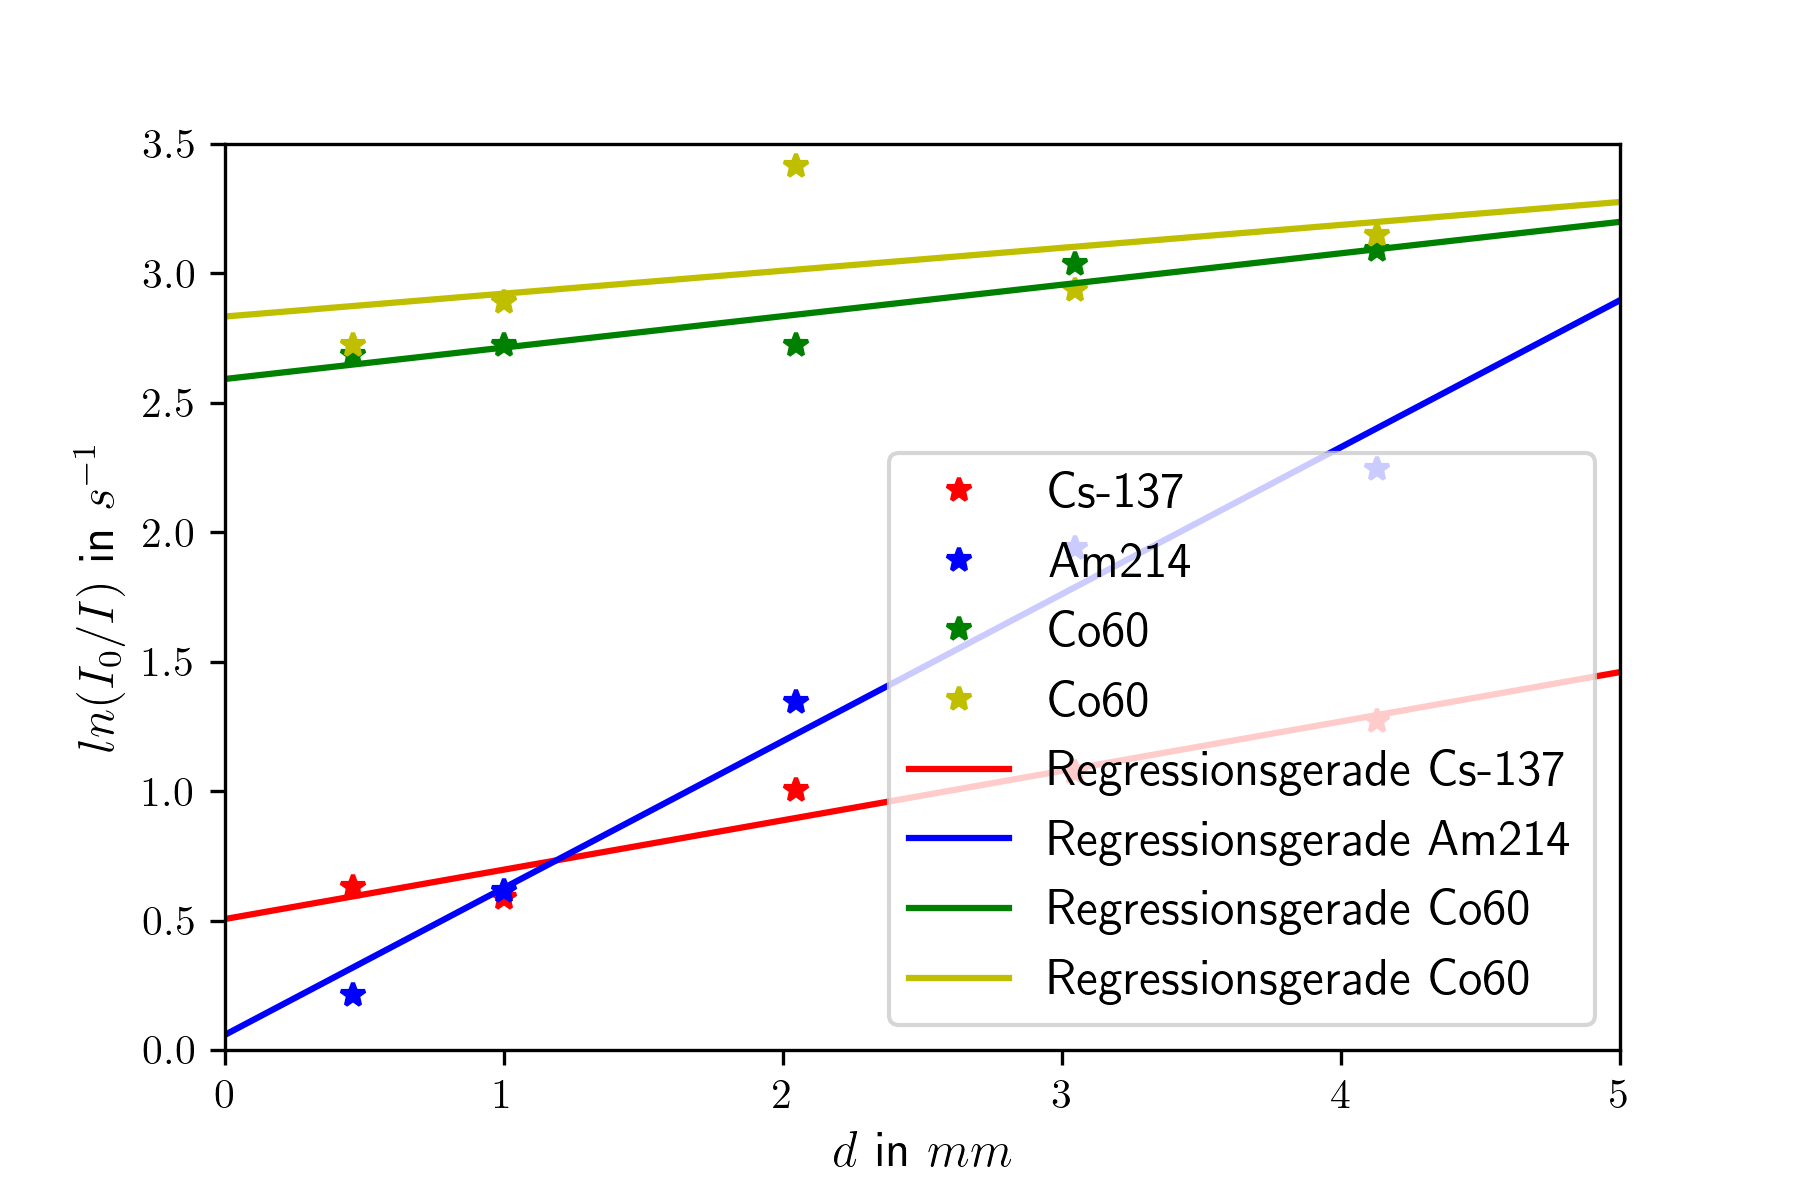 3.5
3.0
2.5
2.0
1.5
1.0
0.5
0.0
ln(I₀/I) in s⁻¹
0 1 2 3 4 5
d in mm
Cs-137
Am214
Co60
Co60
Regressionsgerade Cs-137
Regressionsgerade Am214
Regressionsgerade Co60
Regressionsgerade Co60